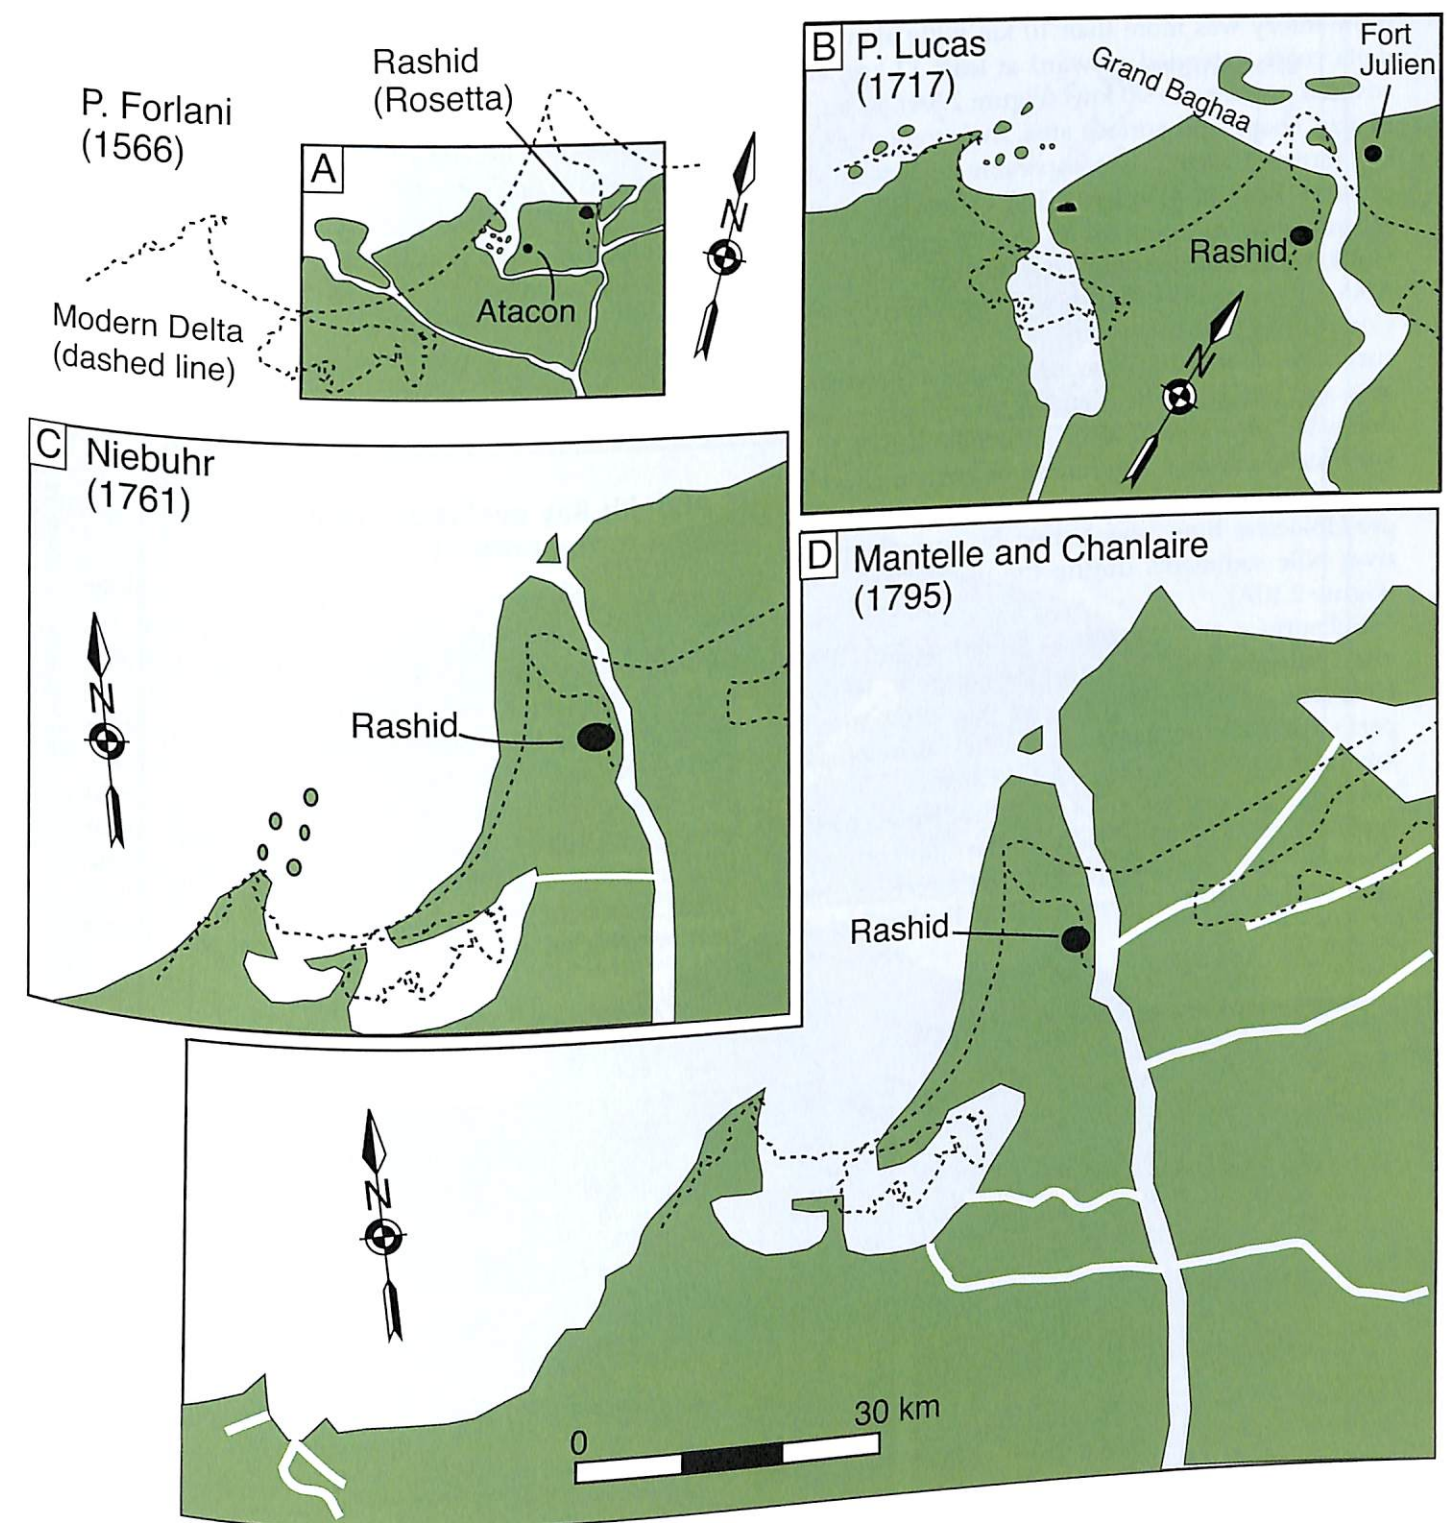 P. Forlani
(1566)
Rashid
(Rosetta)
A
N
Atacon
Modern Delta
(dashed line)
B
P. Lucas
(1717)
Grand Baghaa
Fort
Julien
Rashid
N
C
Niebuhr
(1761)
N
Rashid
D
Mantelle and Chanlaire
(1795)
Rashid
N
0
30 km